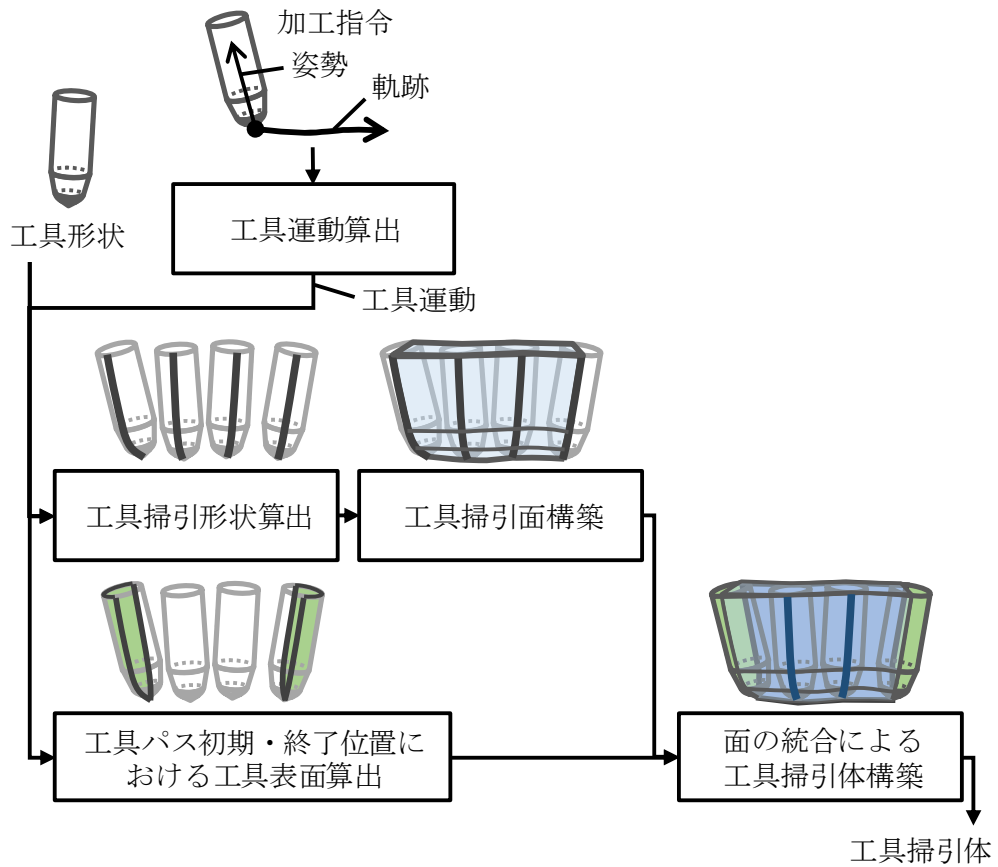 加工指令
姿勢
軌跡
工具形状
工具運動算出
工具運動
工具掃引形状算出
工具掃引面構築
工具パス初期・終了位置に
おける工具表面算出
面の統合による
工具掃引体構築
工具掃引体